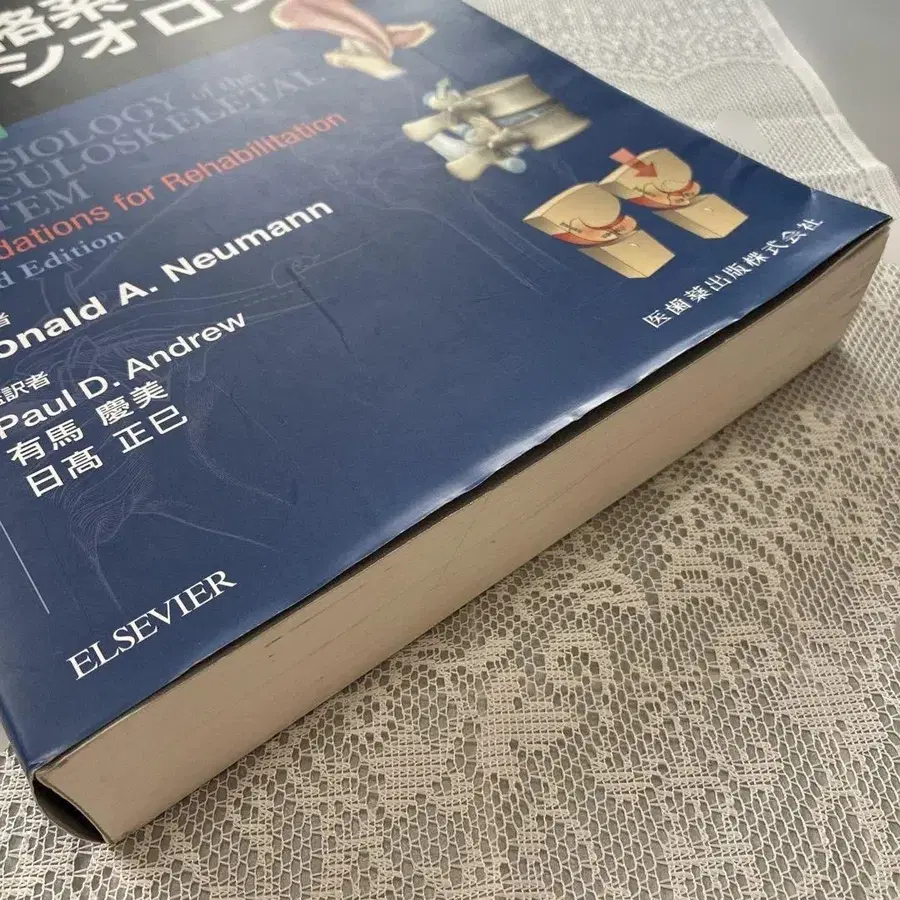 格系
シオロ
SIOLOGY of the
CULOSKELETAL
TEM
dations for Rehabilitation
d Edition
者
onald A. Neumann
監訳者
Paul D. Andrew
有馬 慶美
日髙 正巳
医歯薬出版株式会社
ELSEVIER